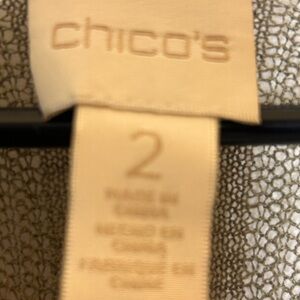 chico's
2
MADE IN
CHINA
HECHO EN
CHINA
FABRIQUÉ EN
CHINE